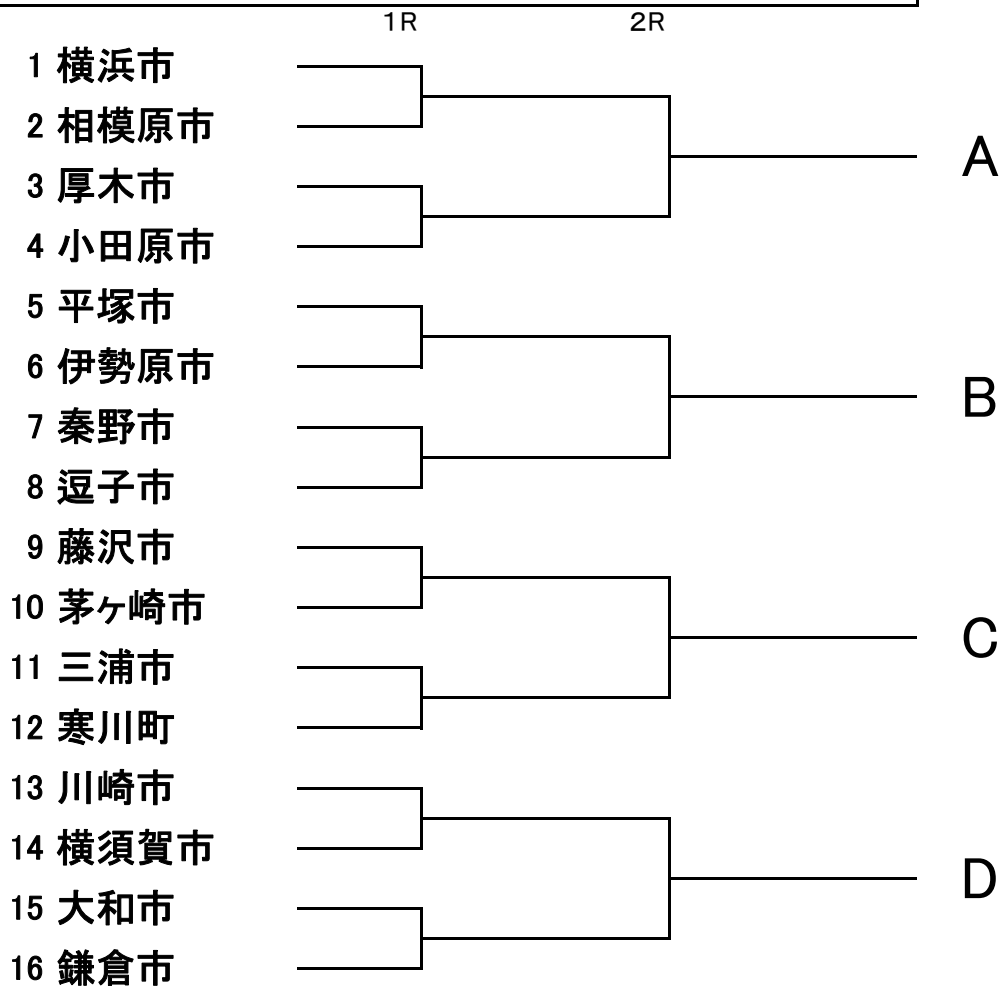 1R 2R
1 横浜市
2 相模原市
A
3 厚木市
4 小田原市
5 平塚市
6 伊勢原市
B
7 秦野市
8 逗子市
9 藤沢市
10 茅ヶ崎市
C
11 三浦市
12 寒川町
13 川崎市
14 横須賀市
D
15 大和市
16 鎌倉市